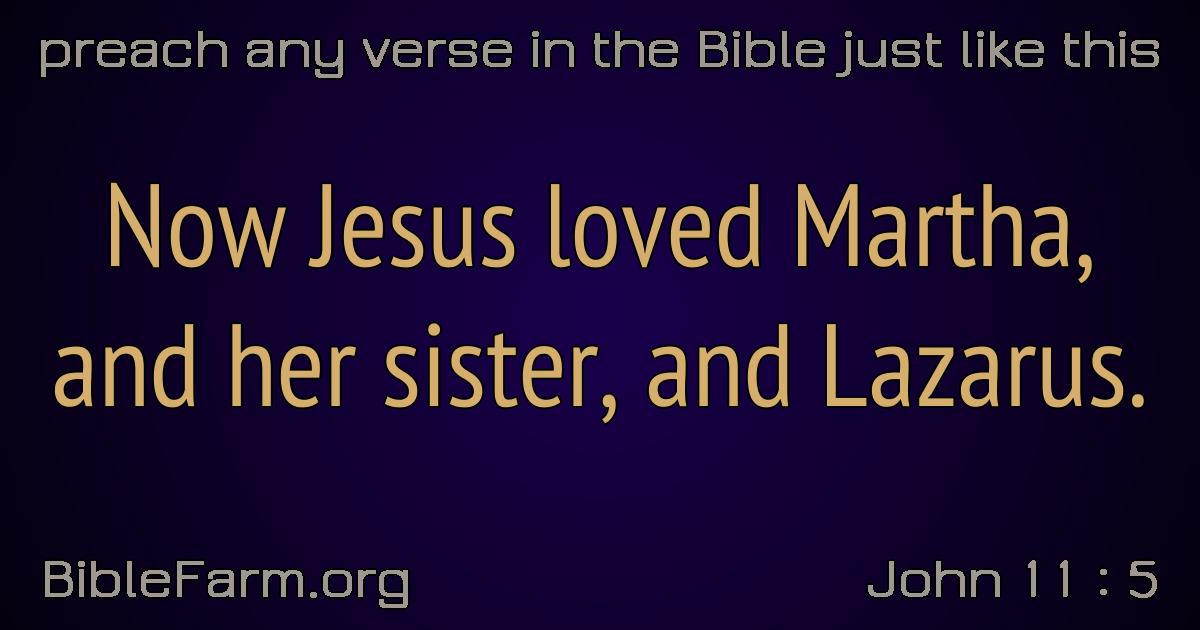 preach any verse in the Bible just like this
Now Jesus loved Martha,
and her sister, and Lazarus.
BibleFarm.org
John 11 : 5